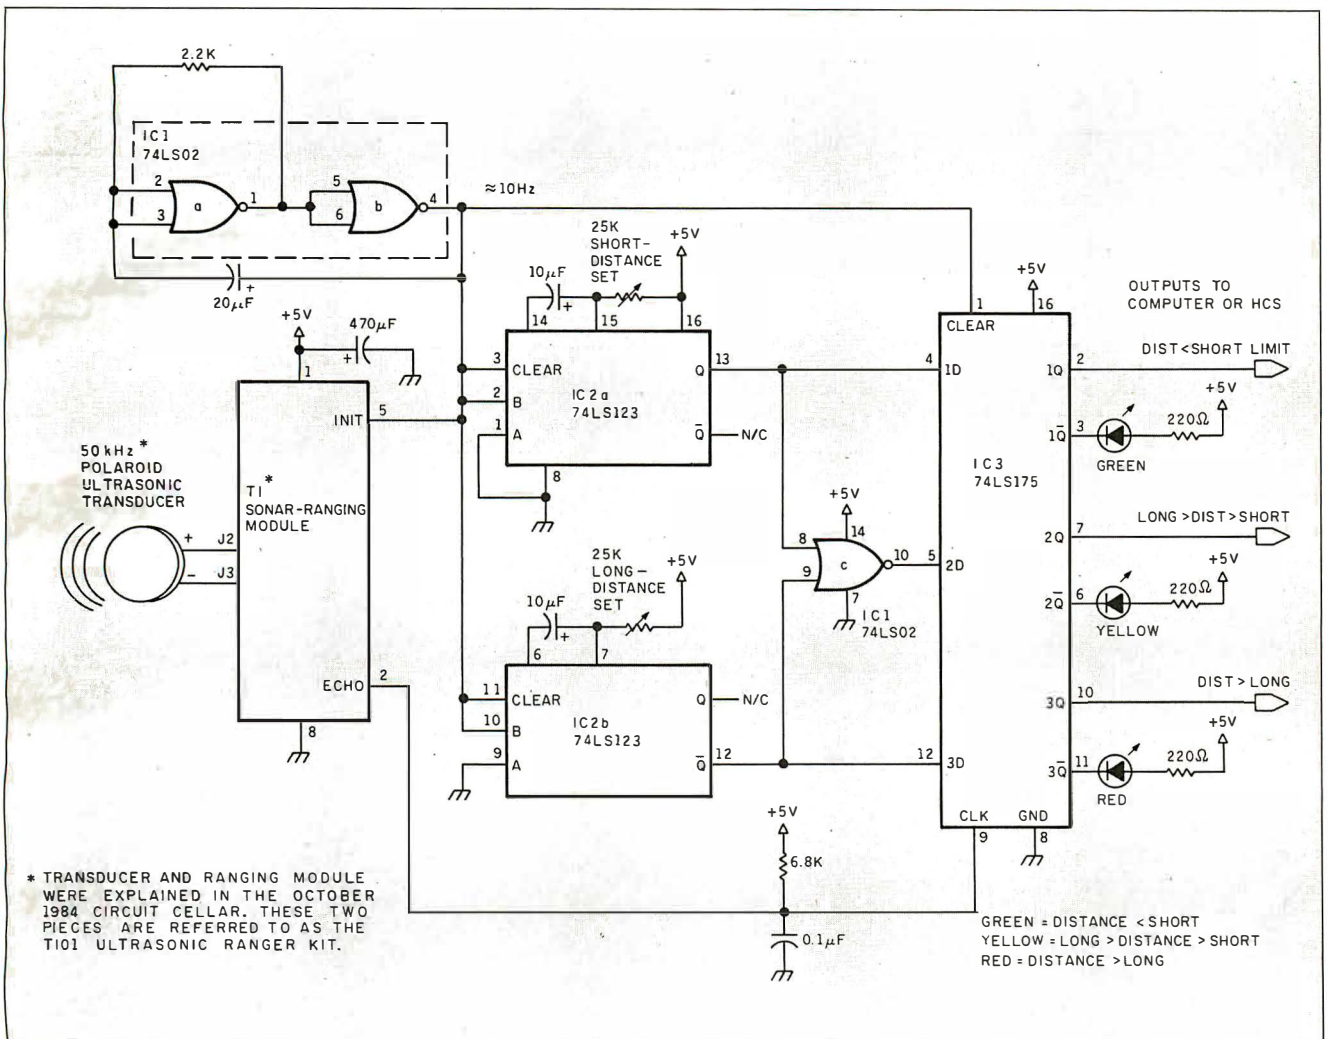 2.2K
IC1
74LS02
2
3
a
1
5
6
b
4
≈10Hz
20µF
+
25K
SHORT-
DISTANCE
SET
+5V
10µF
+
14
15
16
3
CLEAR
2
B
1
A
IC2a
74LS123
Q
13
Q̅
N/C
8
+5V
470µF
+
1
INIT
5
50kHz*
POLAROID
ULTRASONIC
TRANSDUCER
+
J2
−
J3
TI*
SONAR-RANGING
MODULE
ECHO
2
8
25K
LONG-
DISTANCE
SET
+5V
10µF
+
6
7
11
CLEAR
10
B
9
A
IC2b
74LS123
Q
N/C
Q̅
12
+5V
14
8
9
c
10
7
IC1
74LS02
+5V
6.8K
0.1µF
+5V
1
16
CLEAR
4
1D
5
2D
12
3D
IC3
74LS175
CLK
9
GND
8
OUTPUTS TO
COMPUTER OR HCS
1Q
2
DIST<SHORT LIMIT
1Q̅
3
GREEN
220Ω
+5V
2Q
7
LONG>DIST>SHORT
2Q̅
6
YELLOW
220Ω
+5V
3Q
10
DIST>LONG
3Q̅
11
RED
220Ω
+5V
* TRANSDUCER AND RANGING MODULE
WERE EXPLAINED IN THE OCTOBER
1984 CIRCUIT CELLAR. THESE TWO
PIECES ARE REFERRED TO AS THE
TI01 ULTRASONIC RANGER KIT.
GREEN = DISTANCE <SHORT
YELLOW = LONG >DISTANCE >SHORT
RED = DISTANCE >LONG